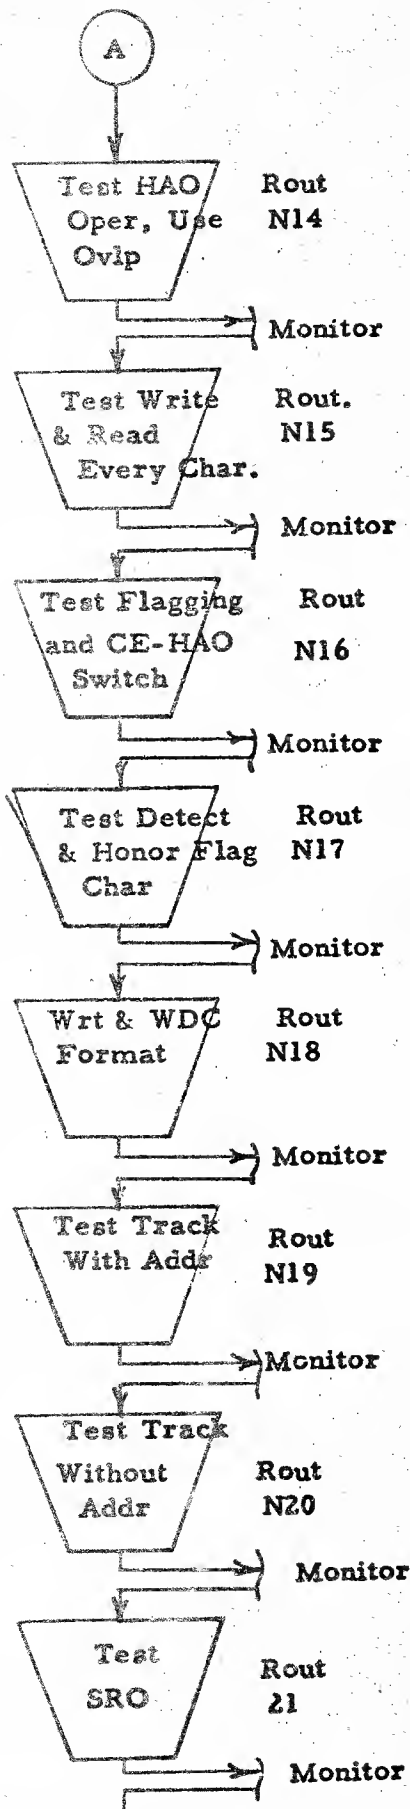 A
Test HAO
Oper, Use
Ovlp
Rout
N14
Monitor
Test Write
& Read
Every Char.
Rout.
N15
Monitor
Test Flagging
and CE-HAO
Switch
Rout
N16
Monitor
Test Detect
& Honor Flag
Char
Rout
N17
Monitor
Wrt & WDC
Format
Rout
N18
Monitor
Test Track
With Addr
Rout
N19
Monitor
Test Track
Without
Addr
Rout
N20
Monitor
Test
SRO
Rout
21
Monitor